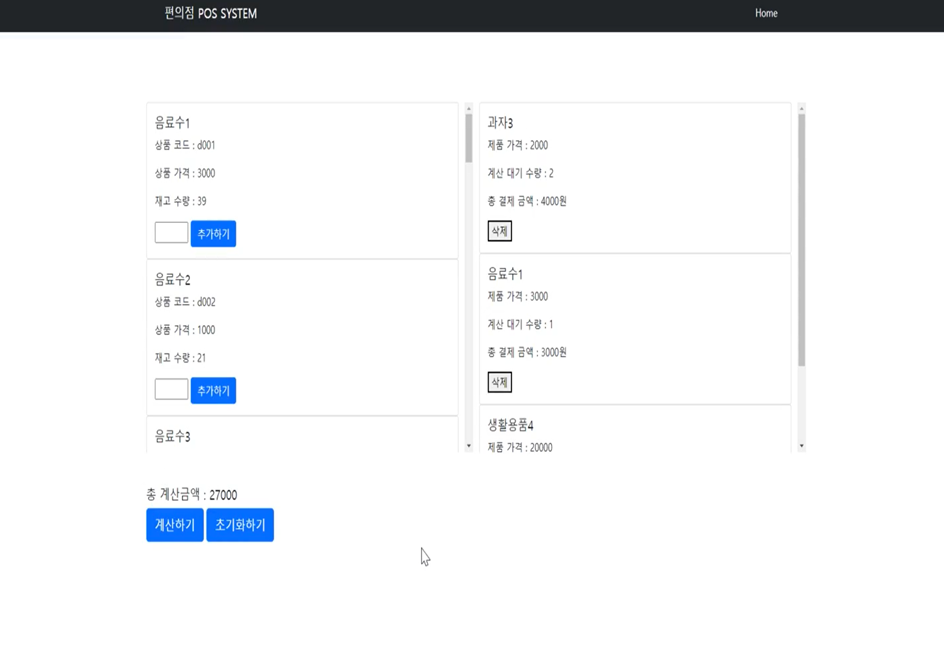 편의점 POS SYSTEM
Home
음료수1
상품 코드 : d001
상품 가격 : 3000
재고 수량 : 39
추가하기
음료수2
상품 코드 : d002
상품 가격 : 1000
재고 수량 : 21
추가하기
음료수3
과자3
제품 가격 : 2000
계산 대기 수량 : 2
총 결제 금액 : 4000원
삭제
음료수1
제품 가격 : 3000
계산 대기 수량 : 1
총 결제 금액 : 3000원
삭제
생활용품4
제품 가격 : 20000
총 계산금액 : 27000
계산하기 초기화하기